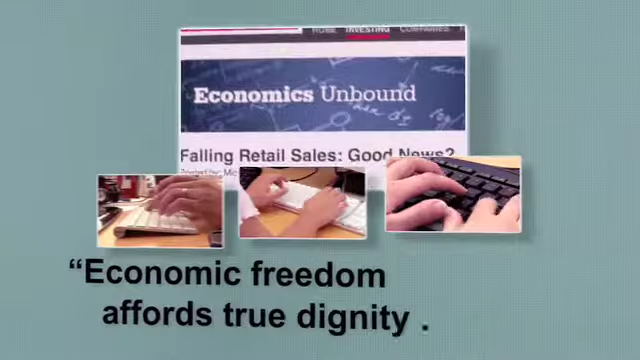 HOME INVESTING COMPANIES
Economics Unbound
Falling Retail Sales: Good News?
“Economic freedom
affords true dignity .